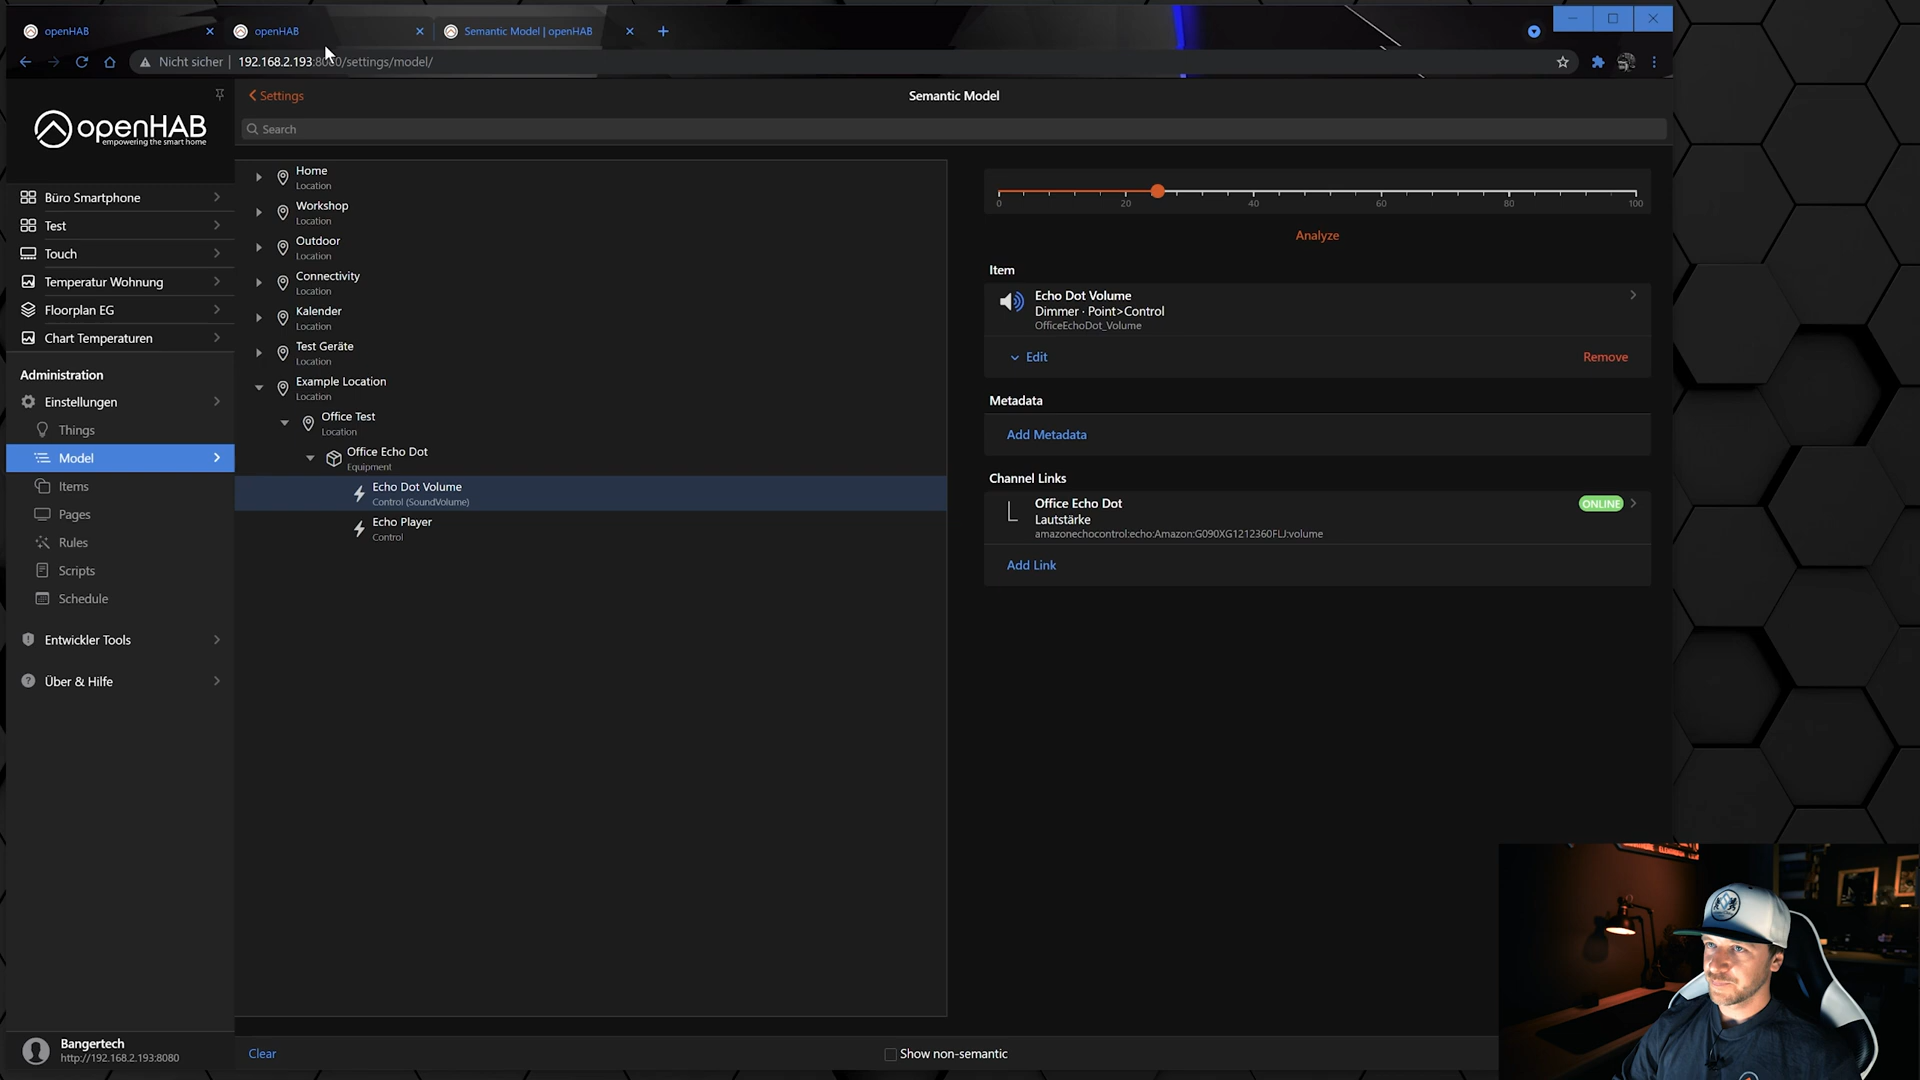 openHAB
openHAB
Semantic Model | openHAB
Nicht sicher
192.168.2.193:8080/settings/model/
openHAB
empowering the smart home
Settings
Semantic Model
Search
Büro Smartphone
Test
Touch
Temperatur Wohnung
Floorplan EG
Chart Temperaturen
Administration
Einstellungen
Things
Model
Items
Pages
Rules
Scripts
Schedule
Entwickler Tools
Über & Hilfe
Bangertech
http://192.168.2.193:8080
Home
Location
Workshop
Location
Outdoor
Location
Connectivity
Location
Kalender
Location
Test Geräte
Location
Example Location
Location
Office Test
Location
Office Echo Dot
Equipment
Echo Dot Volume
Control (SoundVolume)
Echo Player
Control
Clear
Show non-semantic
0 20 40 60 80 100
Analyze
Item
Echo Dot Volume
Dimmer · Point>Control
OfficeEchoDot_Volume
Edit
Remove
Metadata
Add Metadata
Channel Links
Office Echo Dot
ONLINE
Lautstärke
amazonechocontrol:echo:Amazon:G090XG1212360FLJ:volume
Add Link